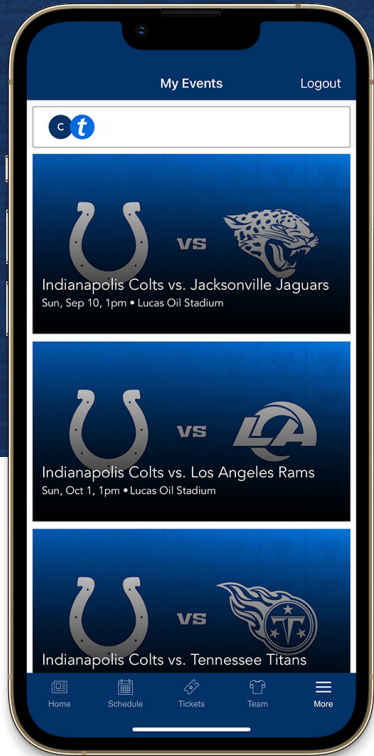 My Events
Logout
C t
VS
Indianapolis Colts vs. Jacksonville Jaguars
Sun, Sep 10, 1pm • Lucas Oil Stadium
VS
LA
Indianapolis Colts vs. Los Angeles Rams
Sun, Oct 1, 1pm • Lucas Oil Stadium
VS
T
Indianapolis Colts vs. Tennessee Titans
Home
Schedule
Tickets
Team
More